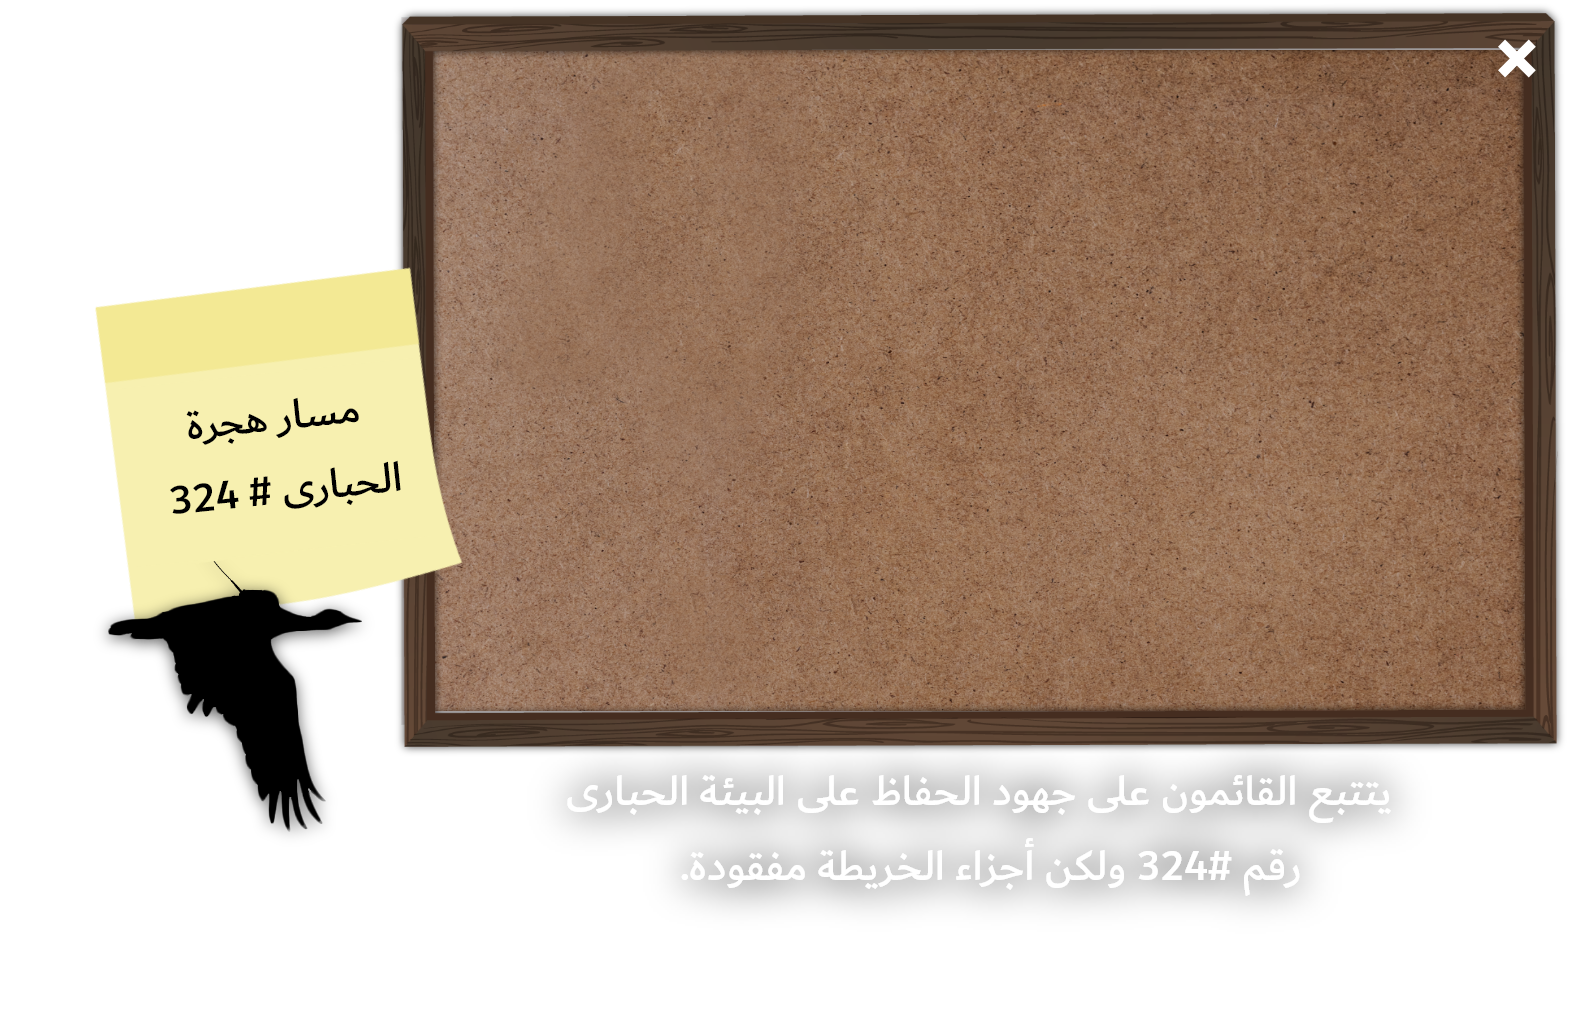 مسار هجرة
الحبارى # 324
يتتبع القائمون على جهود الحفاظ على البيئة الحبارى
رقم #324 ولكن أجزاء الخريطة مفقودة.